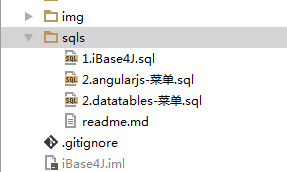 img
sqls
1.iBase4J.sql
2.angularjs-菜单.sql
2.datatables-菜单.sql
readme.md
.gitignore
iBase4J.iml